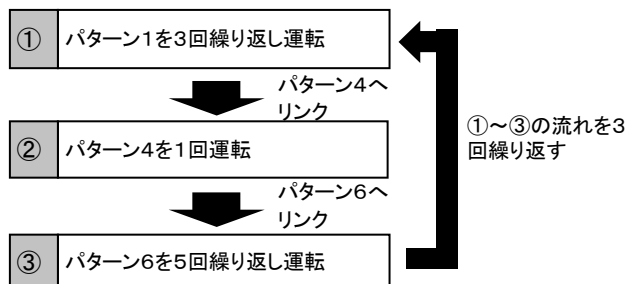 ① パターン1を3回繰り返し運転
パターン4へ
リンク
② パターン4を1回運転
パターン6へ
リンク
③ パターン6を5回繰り返し運転
①～③の流れを3
回繰り返す